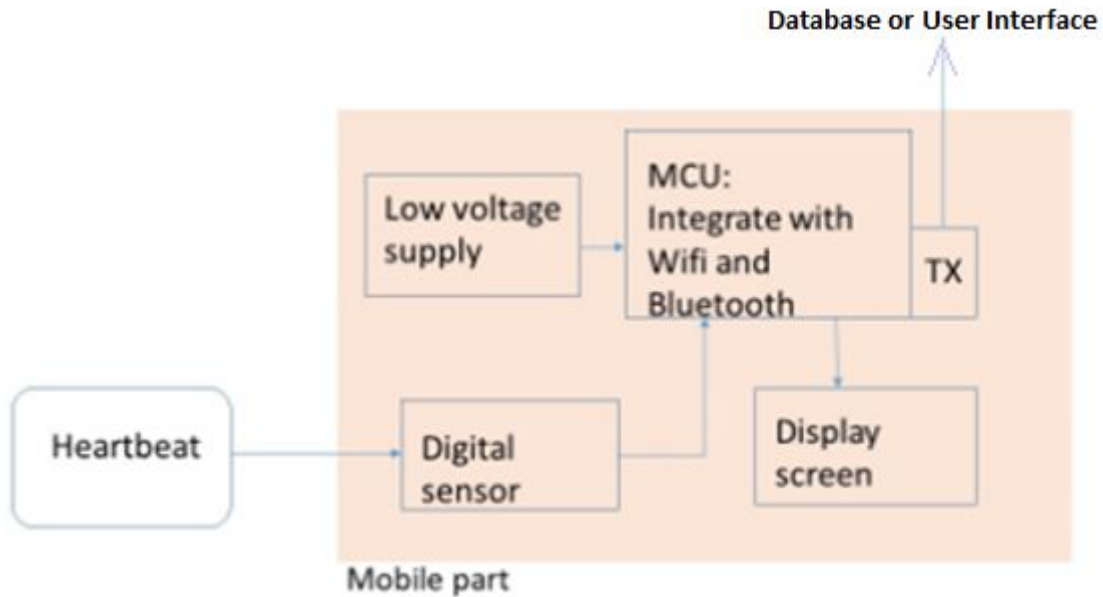 Database or User Interface
Low voltage
supply
MCU:
Integrate with
Wifi and
Bluetooth
TX
Heartbeat
Digital
sensor
Display
screen
Mobile part